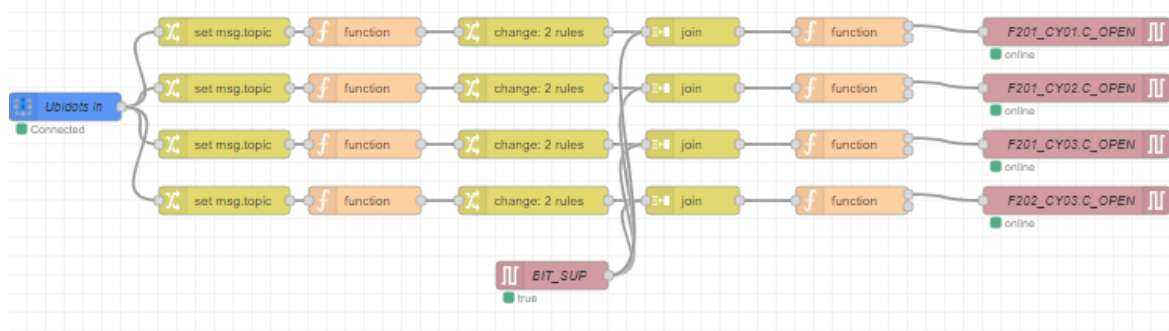 set msg.topic function change: 2 rules join function F201_CY01.C_OPEN
online
set msg.topic function change: 2 rules join function F201_CY02.C_OPEN
Ubidots in
online
Connected
set msg.topic function change: 2 rules join function F201_CY03.C_OPEN
online
set msg.topic function change: 2 rules join function F202_CY03.C_OPEN
online
BIT_SUP
true